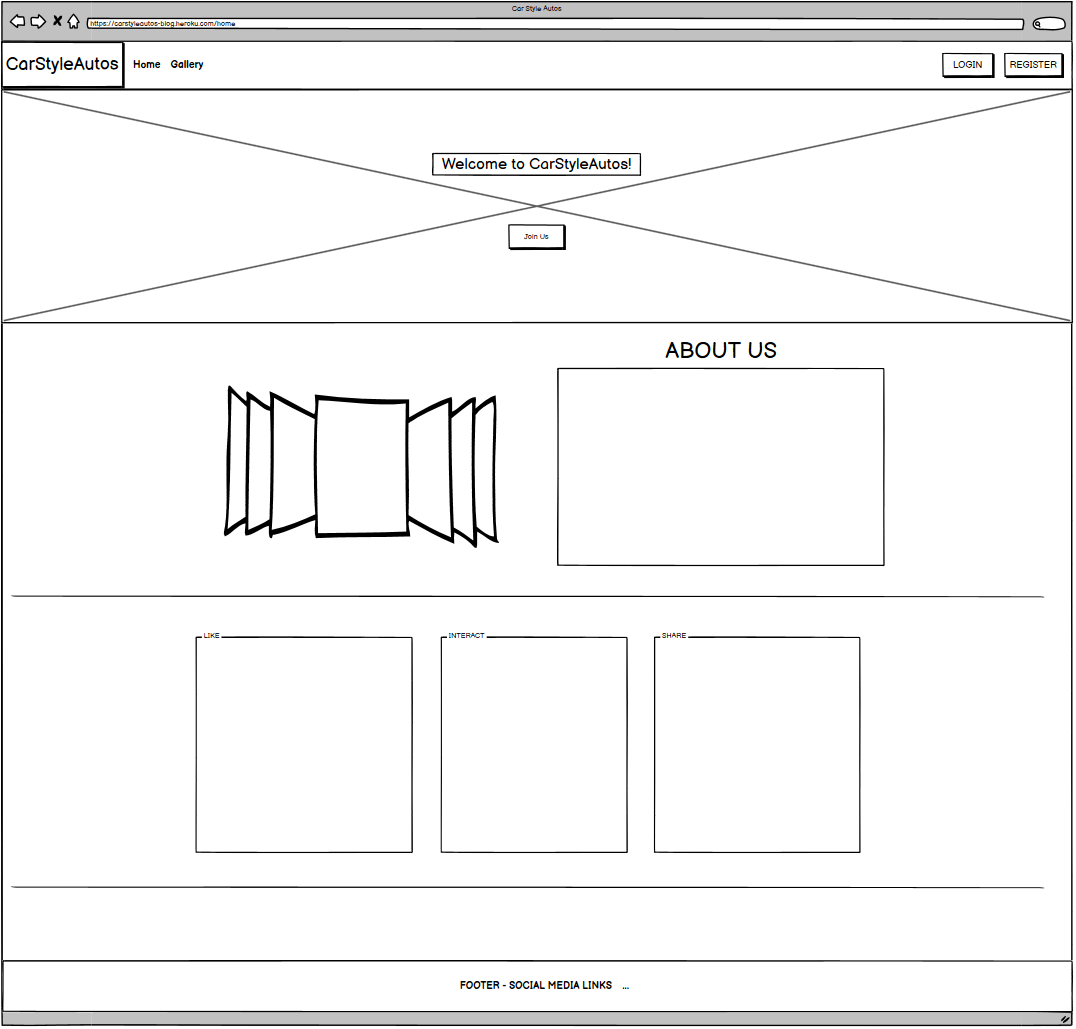 Car Style Autos
https://carstyleautos-blog.heroku.com/home
CarStyleAutos Home Gallery LOGIN REGISTER
Welcome to CarStyleAutos!
Join Us
ABOUT US
LIKE INTERACT SHARE
FOOTER - SOCIAL MEDIA LINKS ...